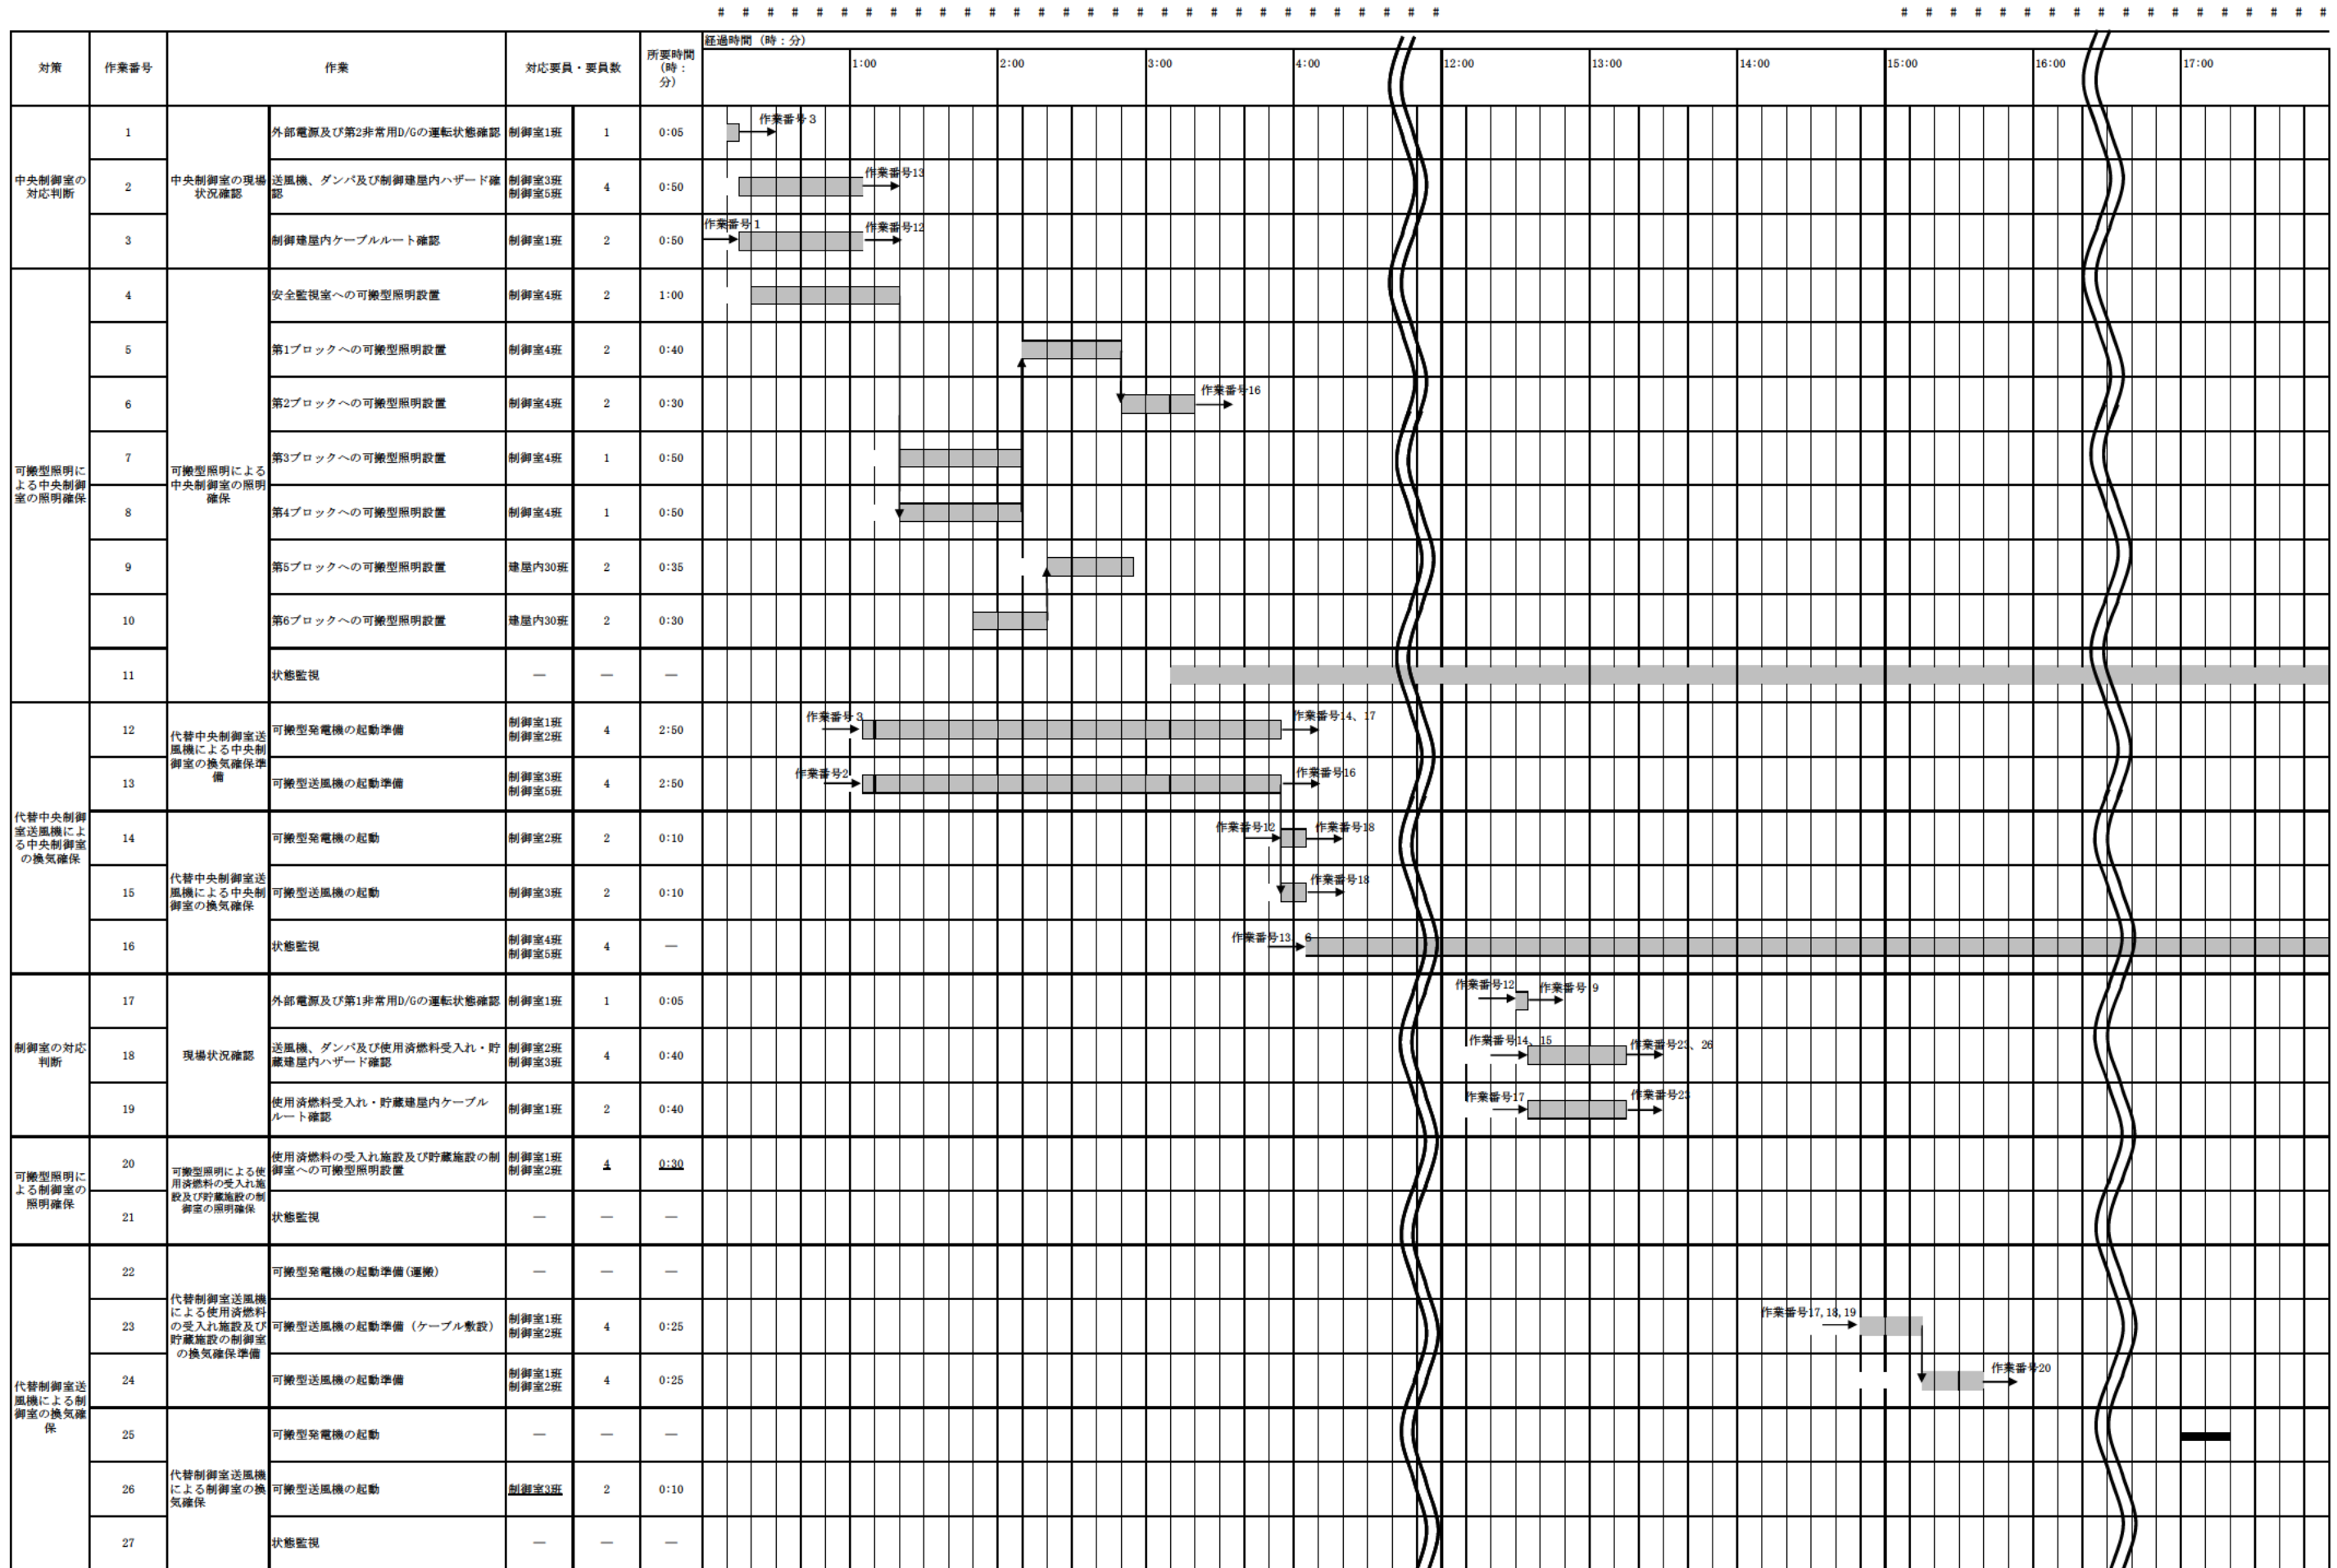 # # # # # # # # # # # # # # # # # # # # # # # # # # # # # # # # # # # # # # # # # # # # # # # #
対策
作業番号
作業
対応要員・要員数
所要時間
(時:
分)
経過時間(時:分)
1:00
2:00
3:00
4:00
12:00
13:00
14:00
15:00
16:00
17:00
中央制御室の
対応判断
中央制御室の現場
状況確認
1
外部電源及び第2非常用D/Gの運転状態確認
制御室1班
1
0:05
作業番号3
2
送風機、ダンパ及び制御建屋内ハザード確
認
制御室3班
制御室5班
4
0:50
作業番号13
3
制御建屋内ケーブルルート確認
制御室1班
2
0:50
作業番号1
作業番号12
可搬型照明に
よる中央制御
室の照明確保
可搬型照明による
中央制御室の照明
確保
4
安全監視室への可搬型照明設置
制御室4班
2
1:00
5
第1ブロックへの可搬型照明設置
制御室4班
2
0:40
6
第2ブロックへの可搬型照明設置
制御室4班
2
0:30
作業番号16
7
第3ブロックへの可搬型照明設置
制御室4班
1
0:50
8
第4ブロックへの可搬型照明設置
制御室4班
1
0:50
9
第5ブロックへの可搬型照明設置
建屋内30班
2
0:35
10
第6ブロックへの可搬型照明設置
建屋内30班
2
0:30
11
状態監視
―
―
―
代替中央制御
室送風機によ
る中央制御室
の換気確保
代替中央制御室送
風機による中央制
御室の換気確保準
備
12
可搬型発電機の起動準備
制御室1班
制御室2班
4
2:50
作業番号3
作業番号14、17
13
可搬型送風機の起動準備
制御室3班
制御室5班
4
2:50
作業番号2
作業番号16
代替中央制御室送
風機による中央制
御室の換気確保
14
可搬型発電機の起動
制御室2班
2
0:10
作業番号12
作業番号18
15
可搬型送風機の起動
制御室3班
2
0:10
作業番号18
16
状態監視
制御室4班
制御室5班
4
―
作業番号13 6
制御室の対応
判断
現場状況確認
17
外部電源及び第1非常用D/Gの運転状態確認
制御室1班
1
0:05
作業番号12
作業番号 9
18
送風機、ダンパ及び使用済燃料受入れ・貯
蔵建屋内ハザード確認
制御室2班
制御室3班
4
0:40
作業番号14、15
作業番号23、26
19
使用済燃料受入れ・貯蔵建屋内ケーブル
ルート確認
制御室1班
2
0:40
作業番号17
作業番号23
可搬型照明に
よる制御室の
照明確保
可搬型照明による使
用済燃料の受入れ施
設及び貯蔵施設の制
御室の照明確保
20
使用済燃料の受入れ施設及び貯蔵施設の制
御室への可搬型照明設置
制御室1班
制御室2班
4
0:30
21
状態監視
―
―
―
代替制御室送
風機による制
御室の換気確
保
代替制御室送風機
による使用済燃料
の受入れ施設及び
貯蔵施設の制御室
の換気確保準備
22
可搬型発電機の起動準備(運搬)
―
―
―
23
可搬型送風機の起動準備(ケーブル敷設)
制御室1班
制御室2班
4
0:25
作業番号17,18,19
24
可搬型送風機の起動準備
制御室1班
制御室2班
4
0:25
作業番号20
代替制御室送風機
による制御室の換
気確保
25
可搬型発電機の起動
―
―
―
26
可搬型送風機の起動
制御室3班
2
0:10
27
状態監視
―
―
―